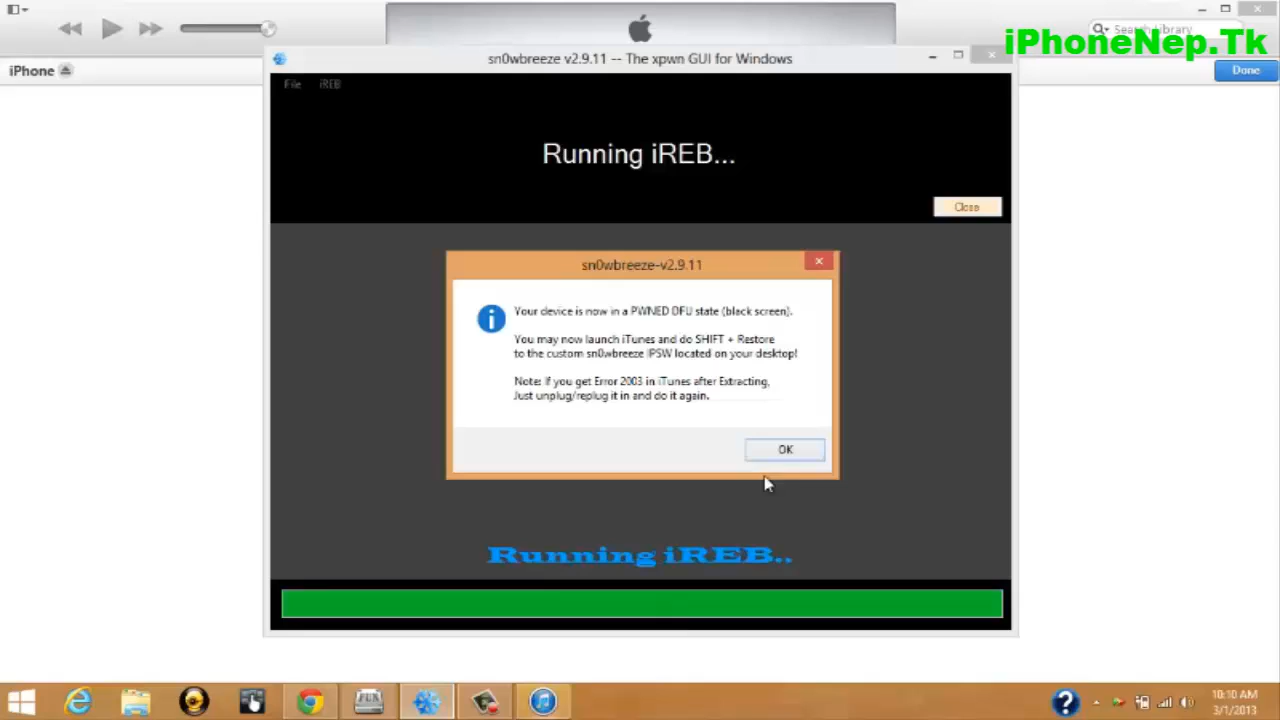 Search Library
iPhoneNep.Tk
sn0wbreeze v2.9.11 -- The xpwn GUI for Windows
iPhone
Done
File iREB
Running iREB...
Close
sn0wbreeze-v2.9.11
Your device is now in a PWNED DFU state (black screen).
You may now launch iTunes and do SHIFT + Restore
to the custom sn0wbreeze IPSW located on your desktop!
Note: if you get Error 2003 in iTunes after Extracting,
Just unplug/replug it in and do it again.
OK
Running iREB..
FUN
10:10 AM
3/1/2013